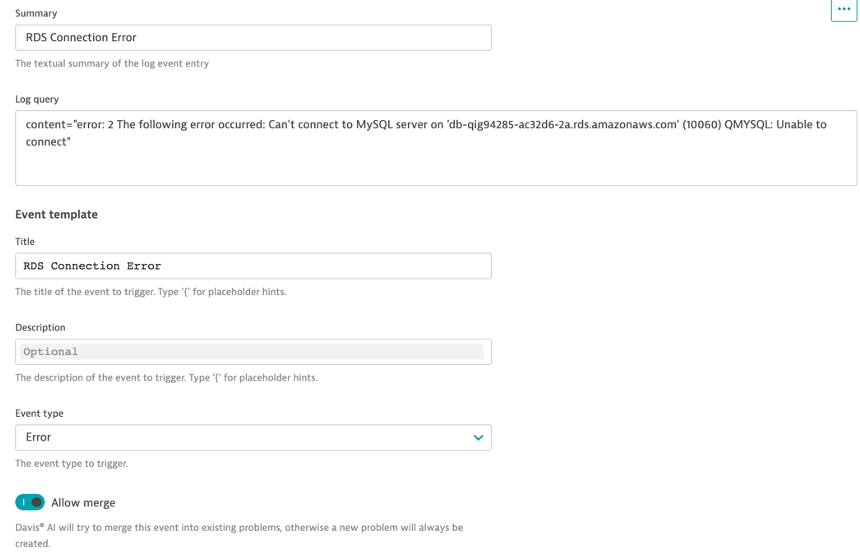 Summary
RDS Connection Error
The textual summary of the log event entry
Log query
content="error: 2 The following error occurred: Can't connect to MySQL server on 'db-qig94285-ac32d6-2a.rds.amazonaws.com' (10060) QMYSQL: Unable to
connect"
Event template
Title
RDS Connection Error
The title of the event to trigger. Type '{' for placeholder hints.
Description
Optional
The description of the event to trigger. Type '{' for placeholder hints.
Event type
Error
The event type to trigger.
Allow merge
Davis® AI will try to merge this event into existing problems, otherwise a new problem will always be
created.